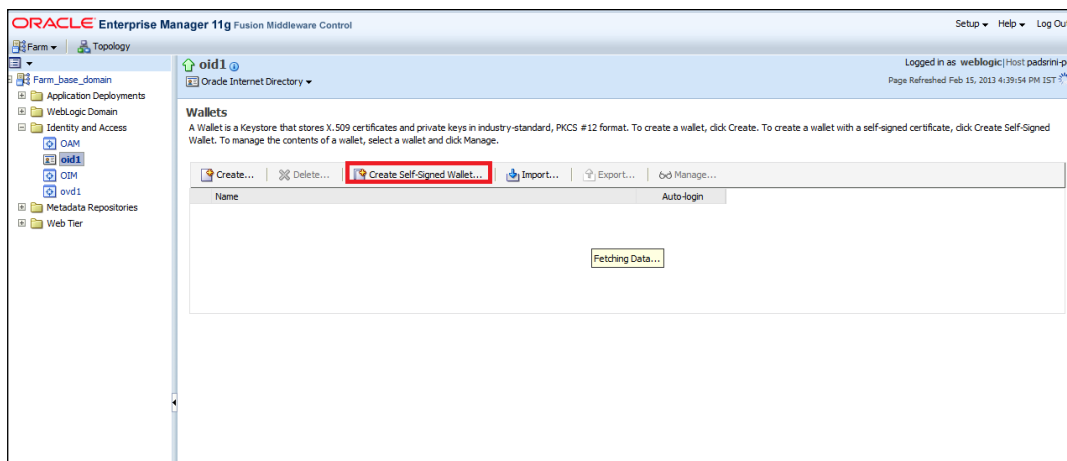 ORACLE Enterprise Manager 11g Fusion Middleware Control
Setup Help Log Out
Farm Topology
oid1
Logged in as weblogic|Host padsrini-p
Oracle Internet Directory
Page Refreshed Feb 15, 2013 4:39:54 PM IST
Farm_base_domain
Application Deployments
WebLogic Domain
Identity and Access
OAM
oid1
OIM
ovd1
Metadata Repositories
Web Tier
Wallets
A Wallet is a Keystore that stores X.509 certificates and private keys in industry-standard, PKCS #12 format. To create a wallet, click Create. To create a wallet with a self-signed certificate, click Create Self-Signed
Wallet. To manage the contents of a wallet, select a wallet and click Manage.
Create... Delete... Create Self-Signed Wallet... Import... Export... Manage...
Name Auto-login
Fetching Data...